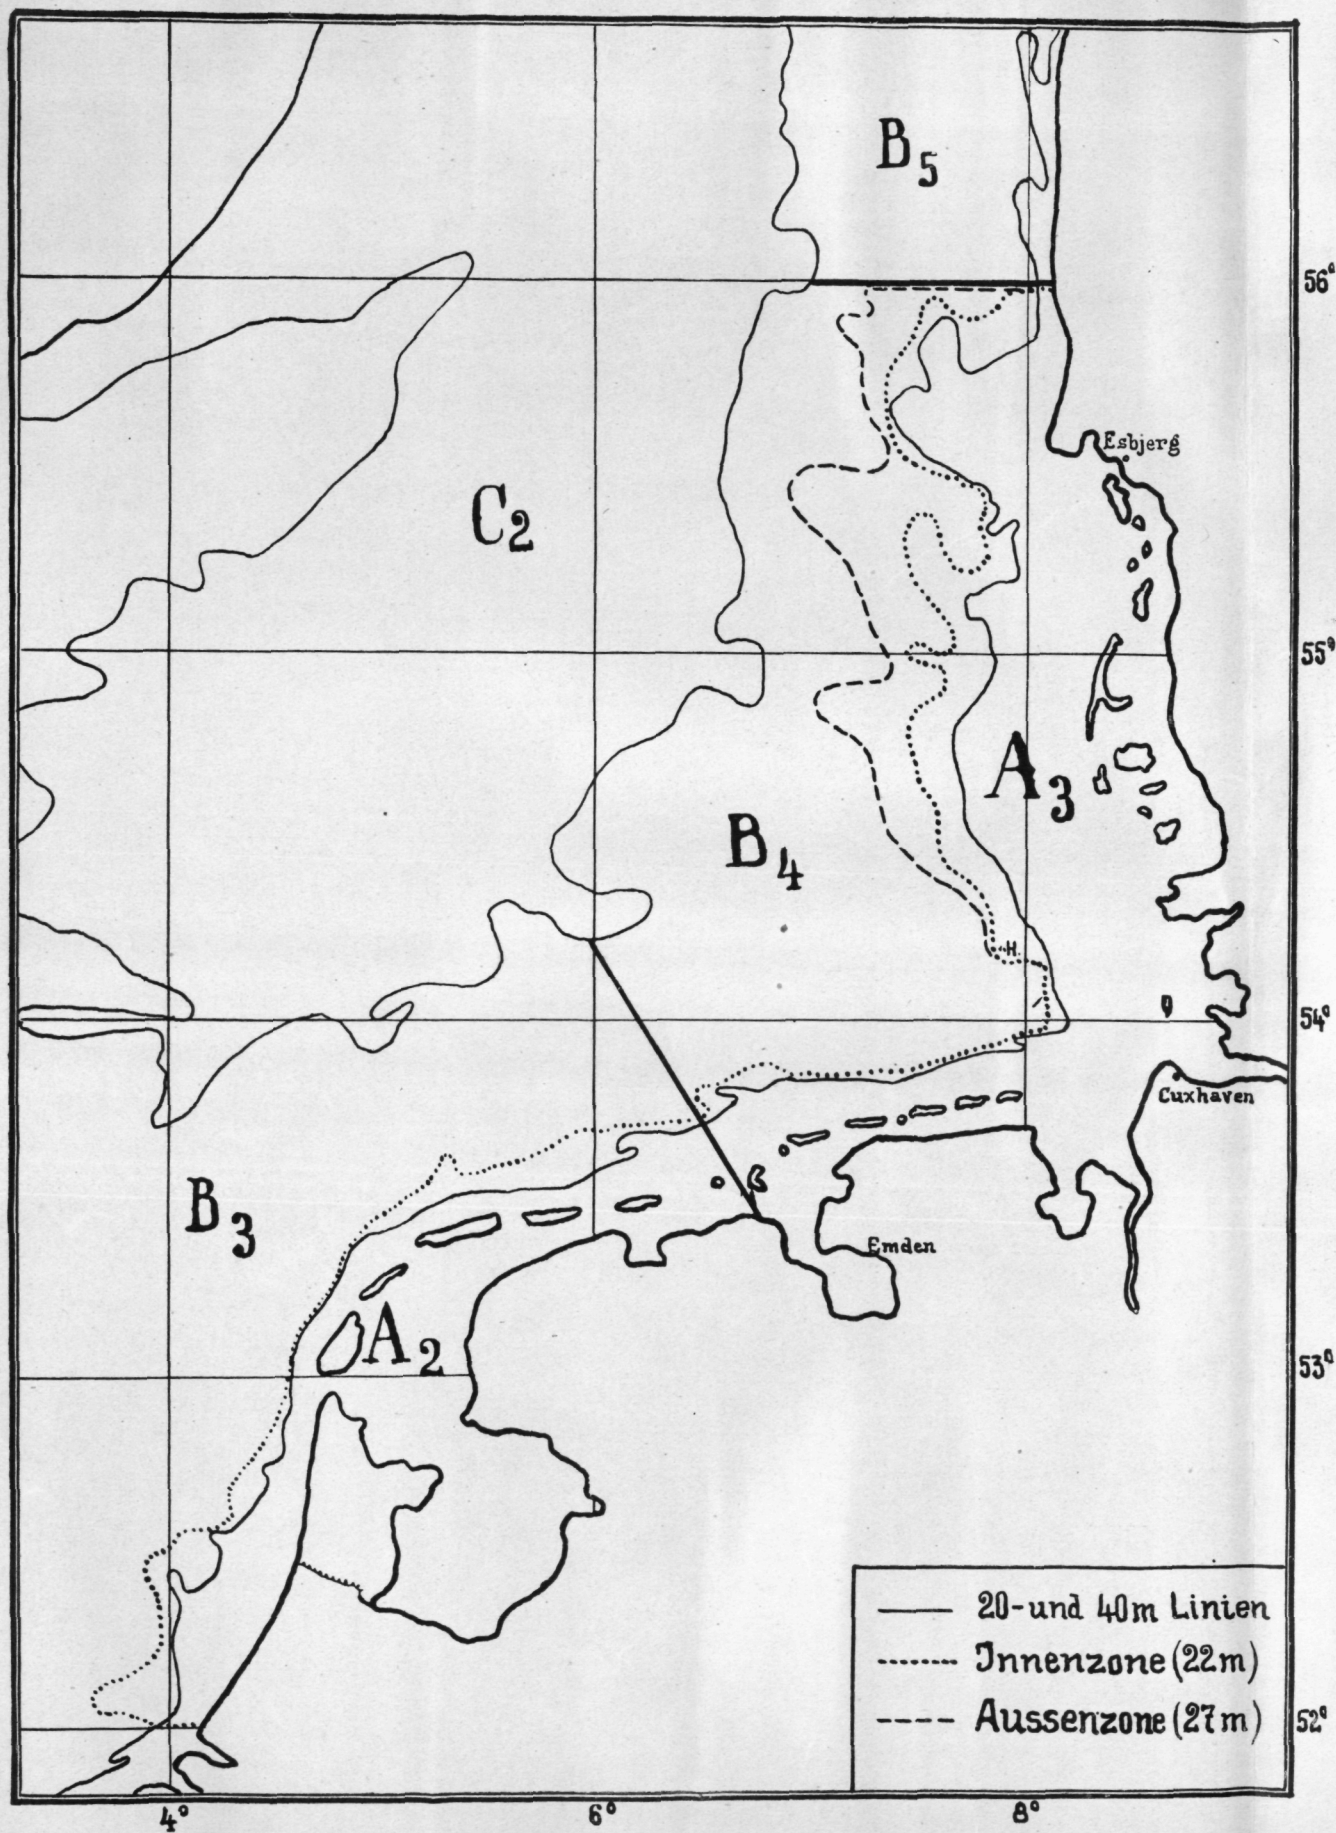 B5
56°
Esbjerg
C2
55°
A3
B4
H.
54°
Cuxhaven
B3
Emden
A2
53°
20-und 40m Linien
Innenzone (22m)
Aussenzone (27m)
52°
4°
6°
8°